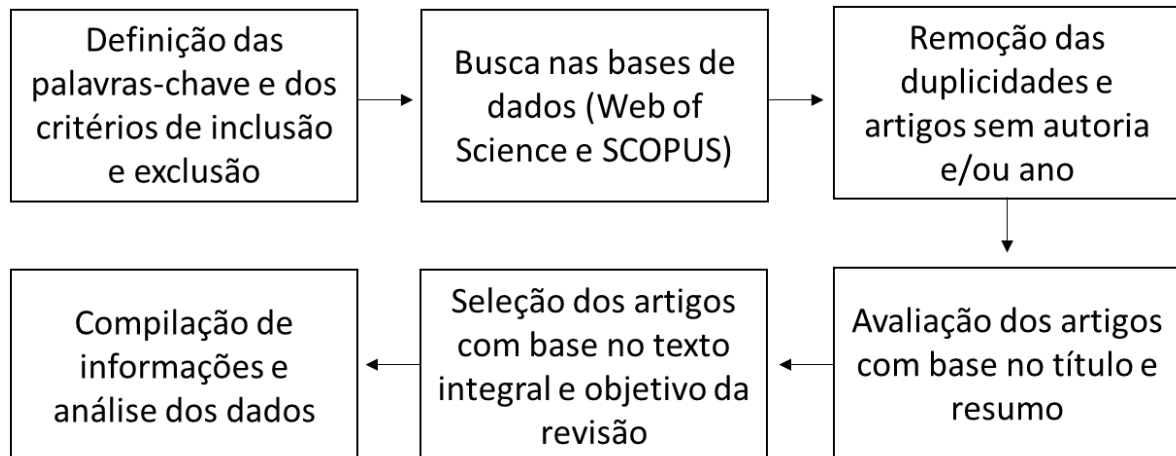 Definição das
palavras-chave e dos
critérios de inclusão
e exclusão
Busca nas bases de
dados (Web of
Science e SCOPUS)
Remoção das
duplicidades e
artigos sem autoria
e/ou ano
Avaliação dos artigos
com base no título e
resumo
Seleção dos artigos
com base no texto
integral e objetivo da
revisão
Compilação de
informações e
análise dos dados